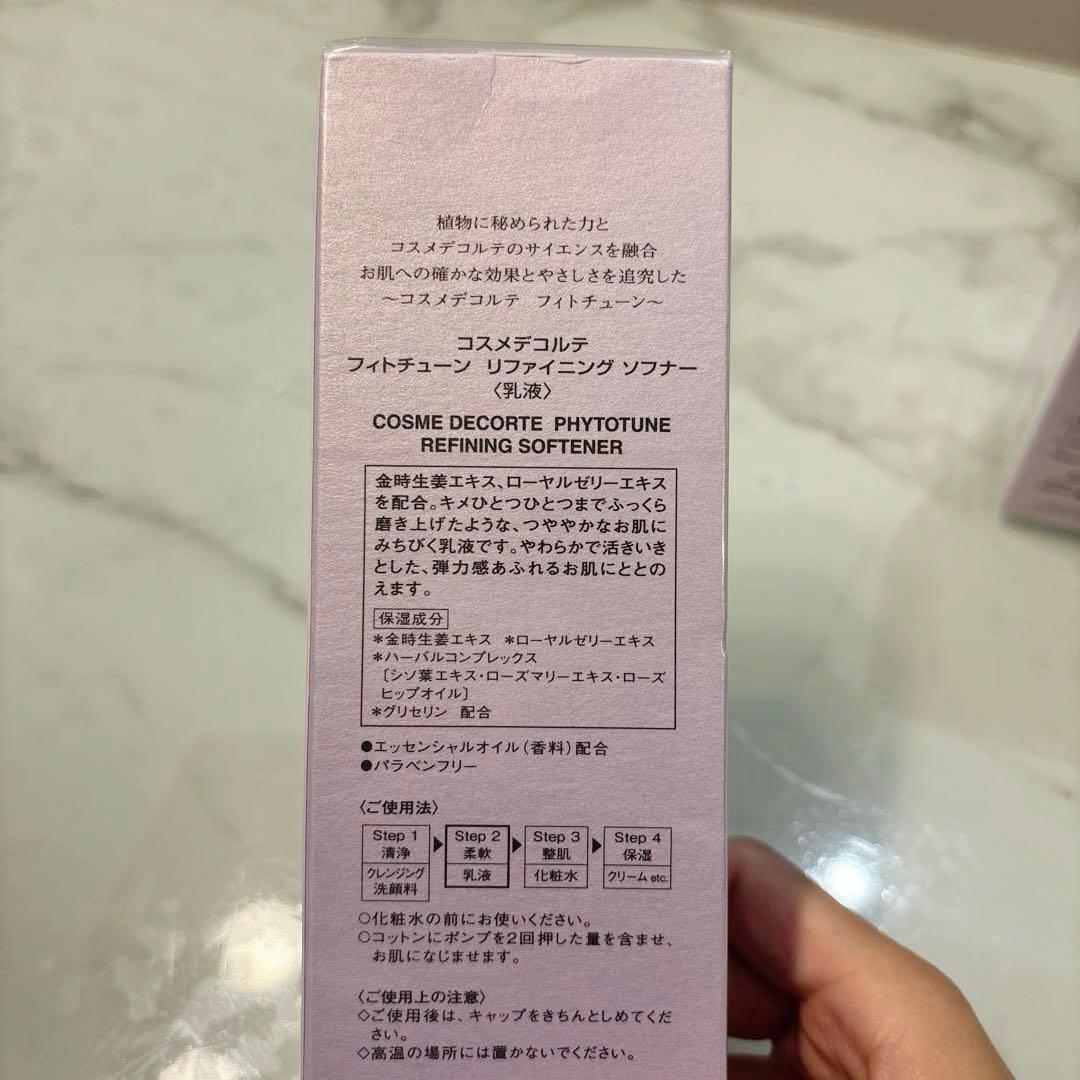 植物に秘められた力と
コスメデコルテのサイエンスを融合
お肌への確かな効果とやさしさを追究した
～コスメデコルテ フィトチューン～
コスメデコルテ
フィトチューン リファイニング ソフナー
〈乳液〉
COSME DECORTE PHYTOTUNE
REFINING SOFTENER
金時生姜エキス、ローヤルゼリーエキス
を配合。キメひとつひとつまでふっくら
磨き上げたような、つややかなお肌に
みちびく乳液です。やわらかで活きいき
とした、弾力感あふれるお肌にととの
えます。
保湿成分
＊金時生姜エキス ＊ローヤルゼリーエキス
＊ハーバルコンプレックス
［シソ葉エキス・ローズマリーエキス・ローズ
ヒップオイル］
＊グリセリン 配合
●エッセンシャルオイル（香料）配合
●パラベンフリー
〈ご使用法〉
Step 1 Step 2 Step 3 Step 4
清浄 柔軟 整肌 保湿
クレンジング 乳液 化粧水 クリーム etc.
洗顔料
○化粧水の前にお使いください。
○コットンにポンプを2回押した量を含ませ、
お肌になじませます。
〈ご使用上の注意〉
◇ご使用後は、キャップをきちんとしめてくだ
さい。
◇高温の場所には置かないでください。